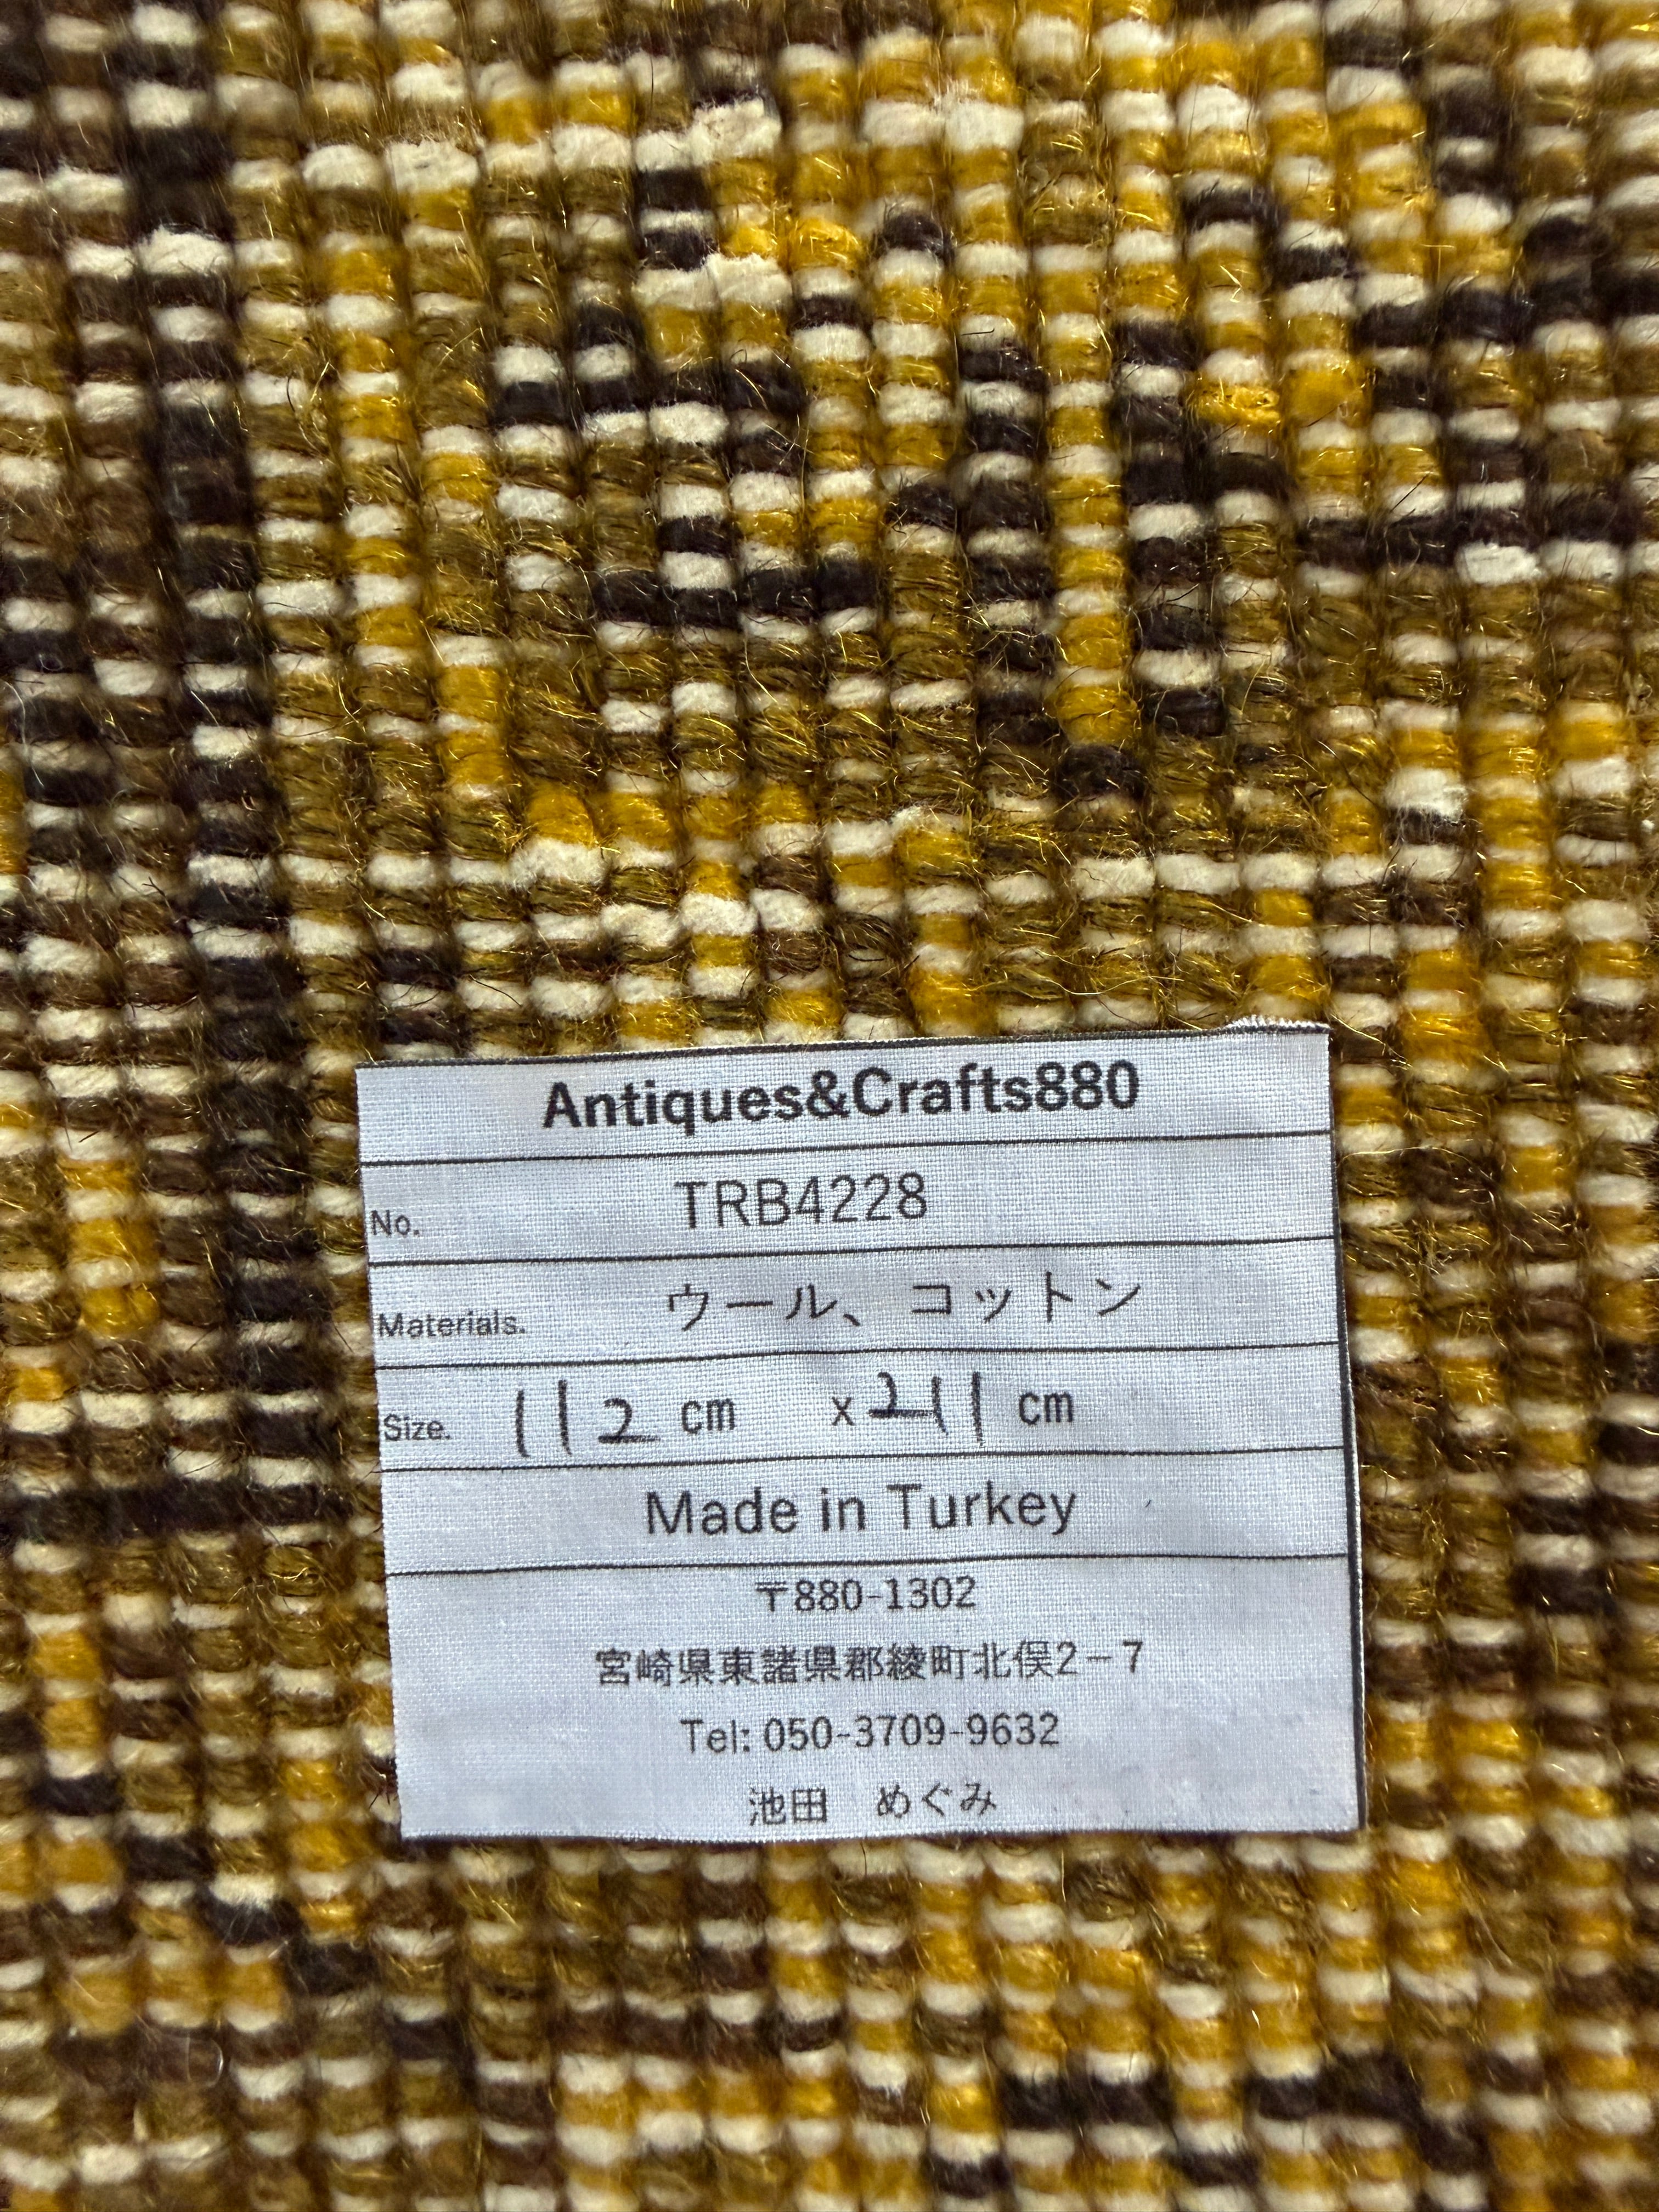 Antiques&Crafts880
No. TRB4228
Materials. ウール、コットン
Size. 112 cm x 211 cm
Made in Turkey
〒880-1302
宮崎県東諸県郡綾町北俣2−7
Tel: 050-3709-9632
池田　めぐみ